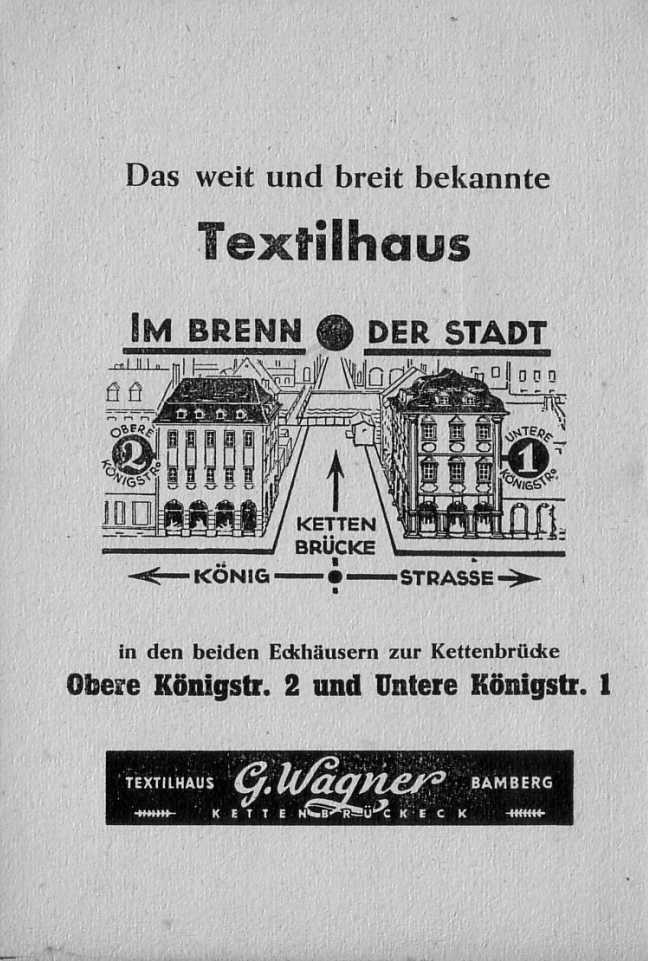 Das weit und breit bekannte
Textilhaus
IM BRENN ● DER STADT
OBERE
2
KÖNIGSTR.
UNTERE
1
KÖNIGSTR.
KETTEN
BRÜCKE
KÖNIG STRASSE
in den beiden Eckhäusern zur Kettenbrücke
Obere Königstr. 2 und Untere Königstr. 1
TEXTILHAUS G. Wagner BAMBERG
KETTENBRÜCKECK